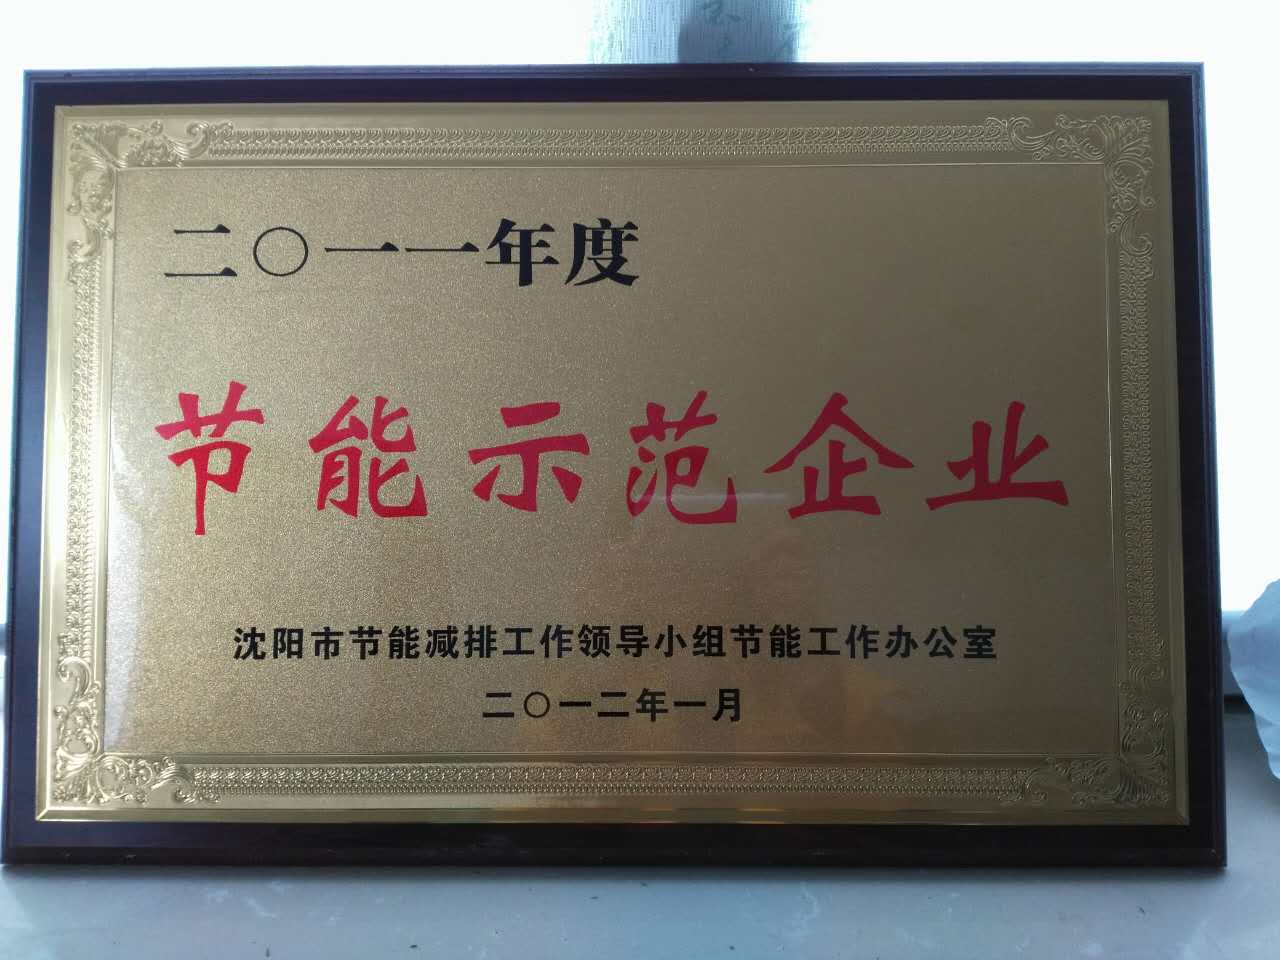 二〇一一年度
节能示范企业
沈阳市节能减排工作领导小组节能工作办公室
二〇一二年一月